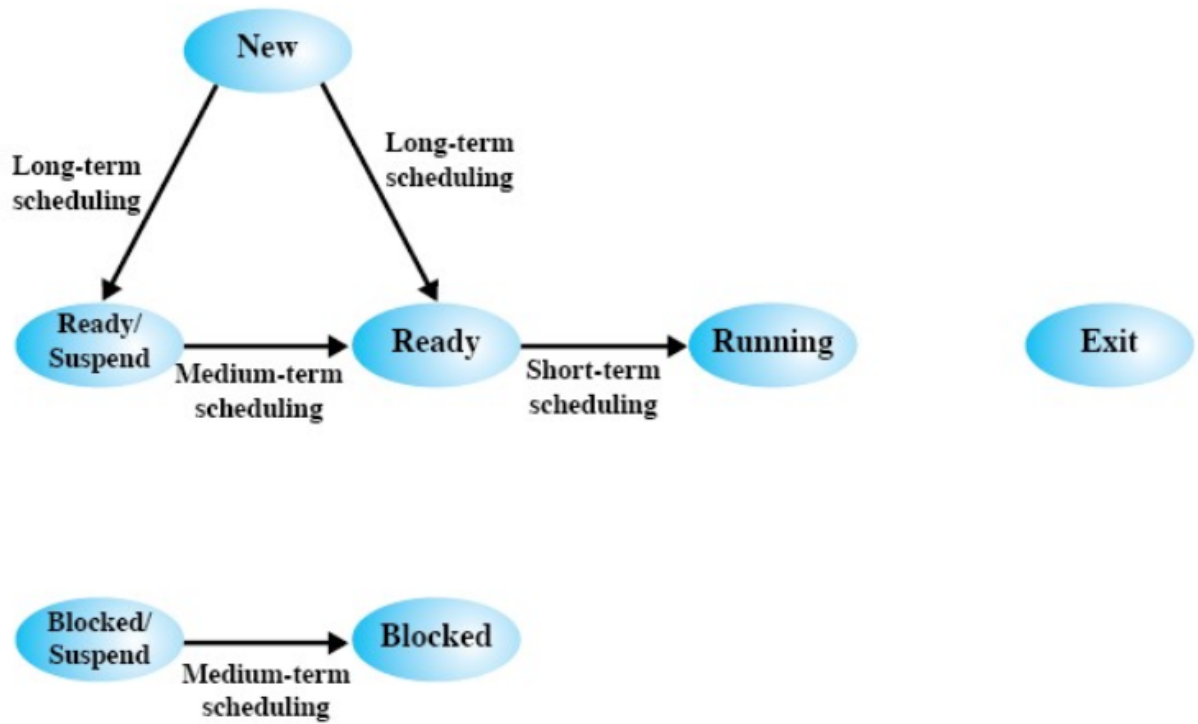 New
Long-term
scheduling
Long-term
scheduling
Ready/
Suspend
Medium-term
scheduling
Ready
Short-term
scheduling
Running
Exit
Blocked/
Suspend
Medium-term
scheduling
Blocked